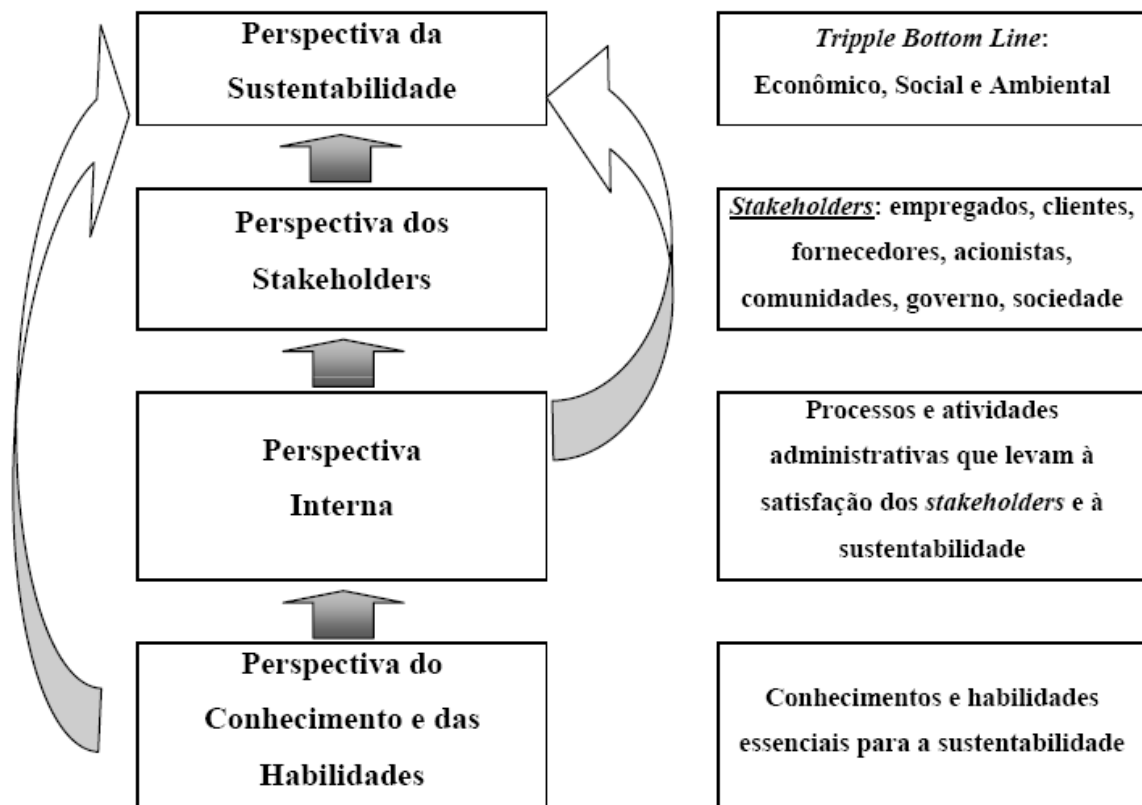 Perspectiva da
Sustentabilidade
Tripple Bottom Line:
Econômico, Social e Ambiental
Perspectiva dos
Stakeholders
Stakeholders: empregados, clientes,
fornecedores, acionistas,
comunidades, governo, sociedade
Perspectiva
Interna
Processos e atividades
administrativas que levam à
satisfação dos stakeholders e à
sustentabilidade
Perspectiva do
Conhecimento e das
Habilidades
Conhecimentos e habilidades
essenciais para a sustentabilidade